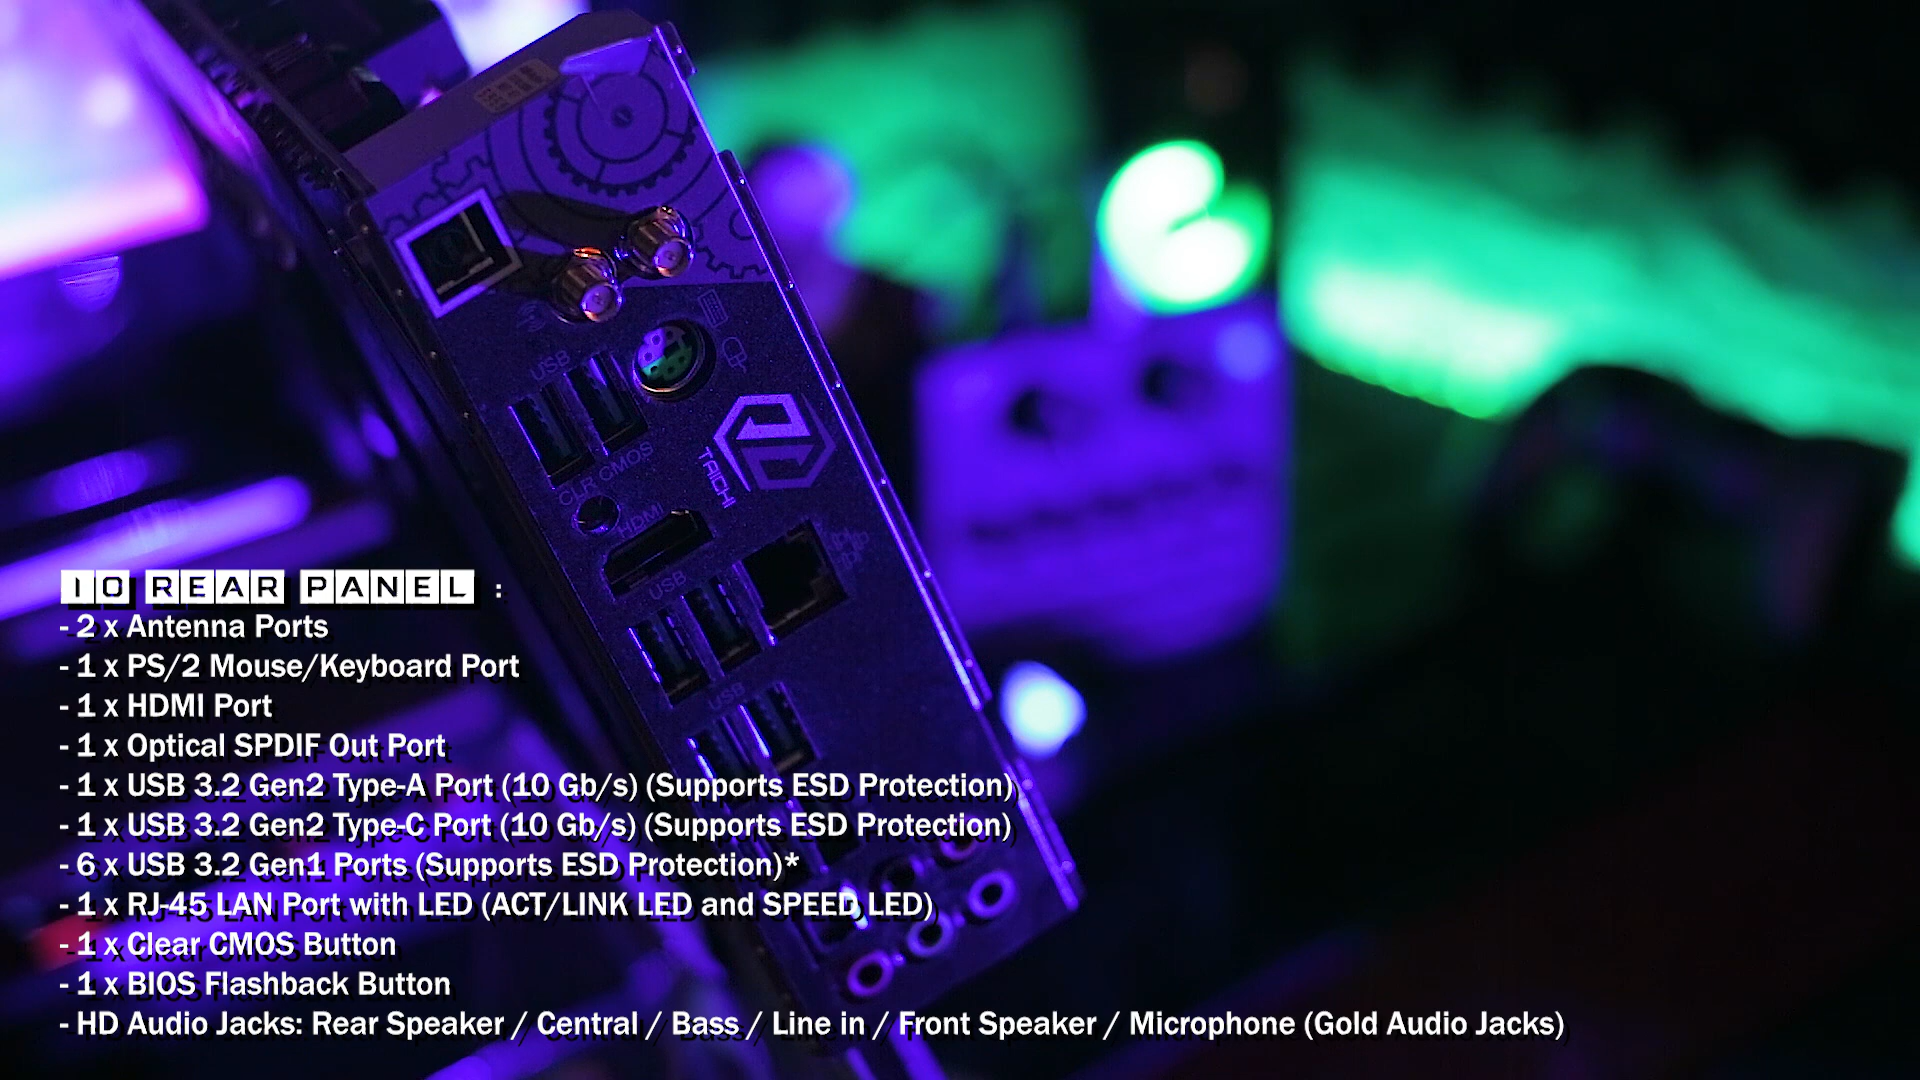 USB
CLR CMOS
TAICHI
HDMI
USB
USB
IO REAR PANEL :
- 2 x Antenna Ports
- 1 x PS/2 Mouse/Keyboard Port
- 1 x HDMI Port
- 1 x Optical SPDIF Out Port
- 1 x USB 3.2 Gen2 Type-A Port (10 Gb/s) (Supports ESD Protection)
- 1 x USB 3.2 Gen2 Type-C Port (10 Gb/s) (Supports ESD Protection)
- 6 x USB 3.2 Gen1 Ports (Supports ESD Protection)*
- 1 x RJ-45 LAN Port with LED (ACT/LINK LED and SPEED LED)
- 1 x Clear CMOS Button
- 1 x BIOS Flashback Button
- HD Audio Jacks: Rear Speaker / Central / Bass / Line in / Front Speaker / Microphone (Gold Audio Jacks)